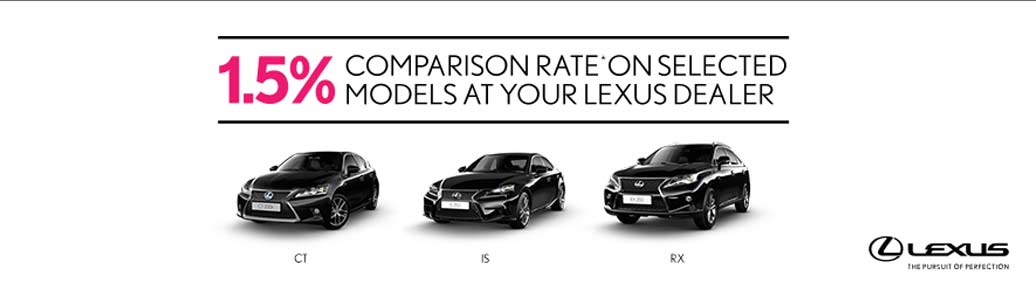 1.5% COMPARISON RATE^ ON SELECTED
MODELS AT YOUR LEXUS DEALER
CT
IS
RX
LEXUS
THE PURSUIT OF PERFECTION